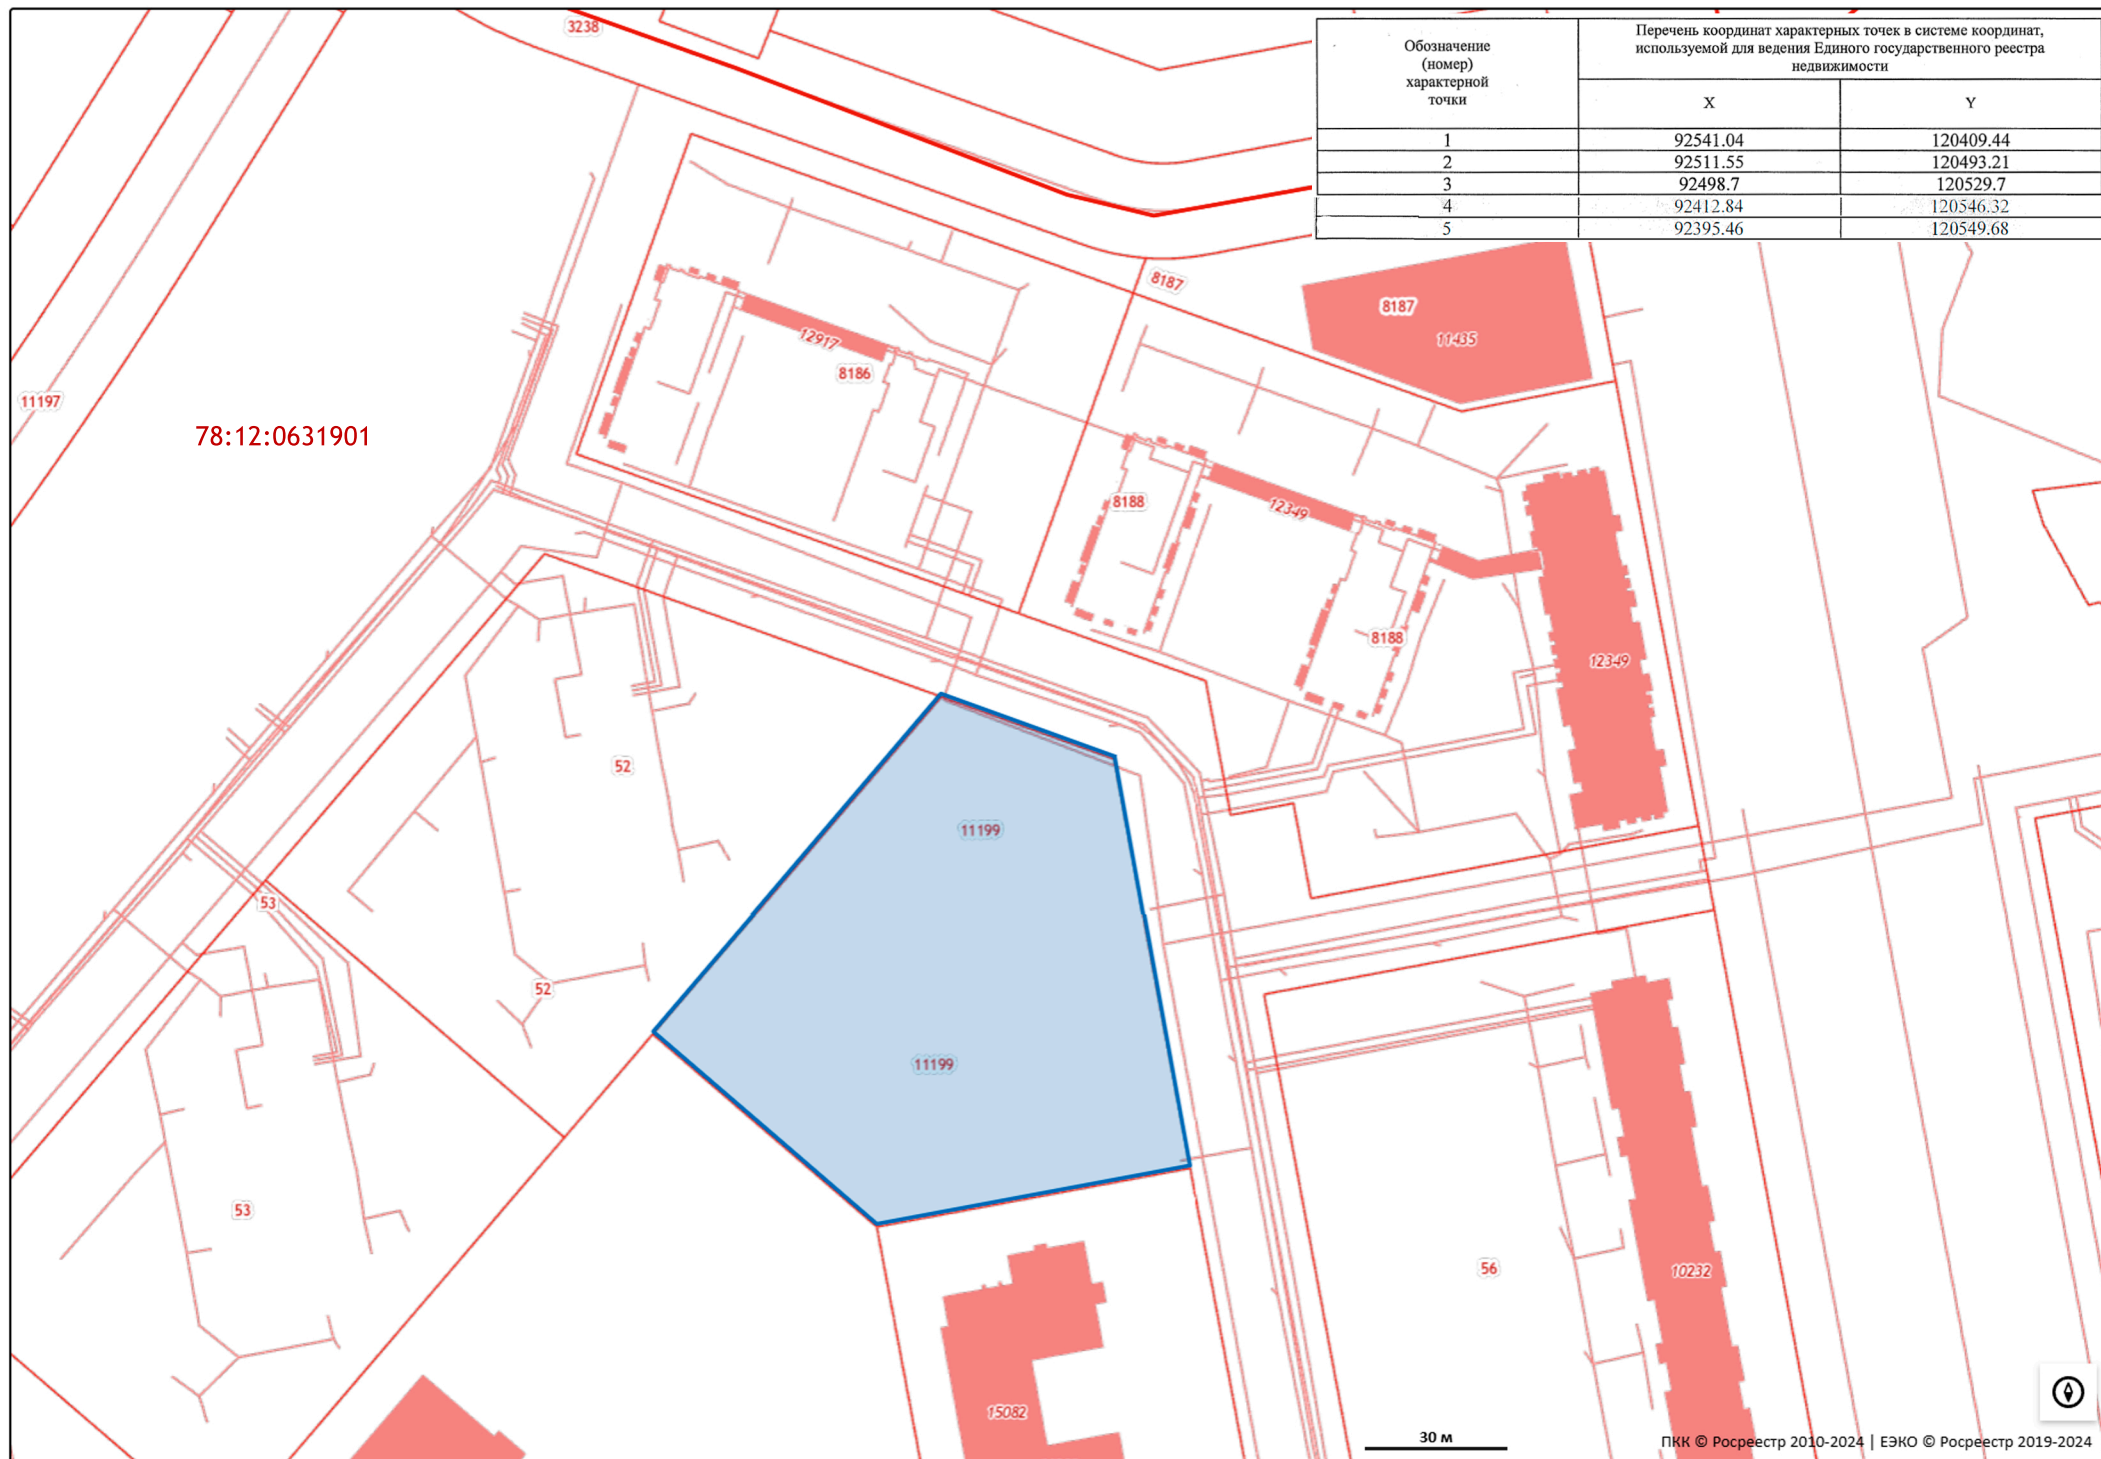 3238
Обозначение
(номер)
характерной
точки
Перечень координат характерных точек в системе координат,
используемой для ведения Единого государственного реестра
недвижимости
X
Y
1 92541.04 120409.44
2 92511.55 120493.21
3 92498.7 120529.7
4 92412.84 120546.32
5 92395.46 120549.68
8187
8187
11435
12917
8186
11197
78:12:0631901
8188
12349
8188
12349
52
11199
53
52
11199
53
56
10232
15082
30 м
ПКК © Росреестр 2010-2024 | ЕЭКО © Росреестр 2019-2024